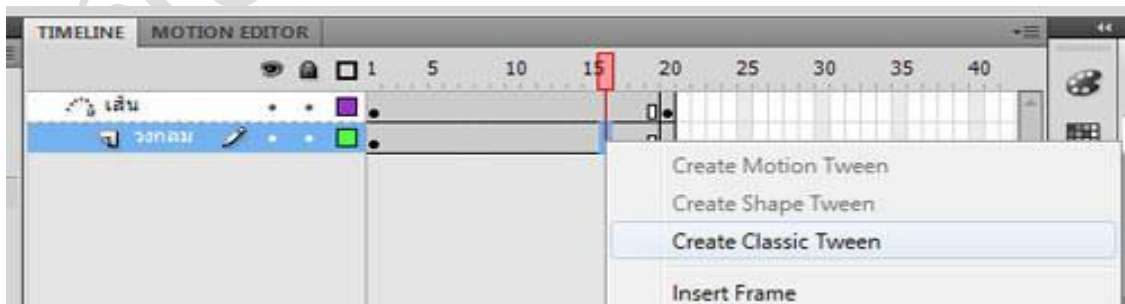 TIMELINE MOTION EDITOR
1 5 10 15 20 25 30 35 40
เส้น
วงกลม
Create Motion Tween
Create Shape Tween
Create Classic Tween
Insert Frame